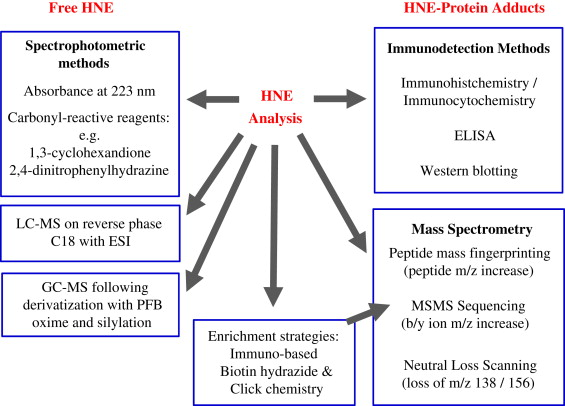 Free HNE
HNE-Protein Adducts
Spectrophotometric
methods
Absorbance at 223 nm
Carbonyl-reactive reagents:
e.g.
1,3-cyclohexandione
2,4-dinitrophenylhydrazine
HNE
Analysis
Immunodetection Methods
Immunohistchemistry /
Immunocytochemistry
ELISA
Western blotting
LC-MS on reverse phase
C18 with ESI
GC-MS following
derivatization with PFB
oxime and silylation
Enrichment strategies:
Immuno-based
Biotin hydrazide &
Click chemistry
Mass Spectrometry
Peptide mass fingerprinting
(peptide m/z increase)
MSMS Sequencing
(b/y ion m/z increase)
Neutral Loss Scanning
(loss of m/z 138 / 156)